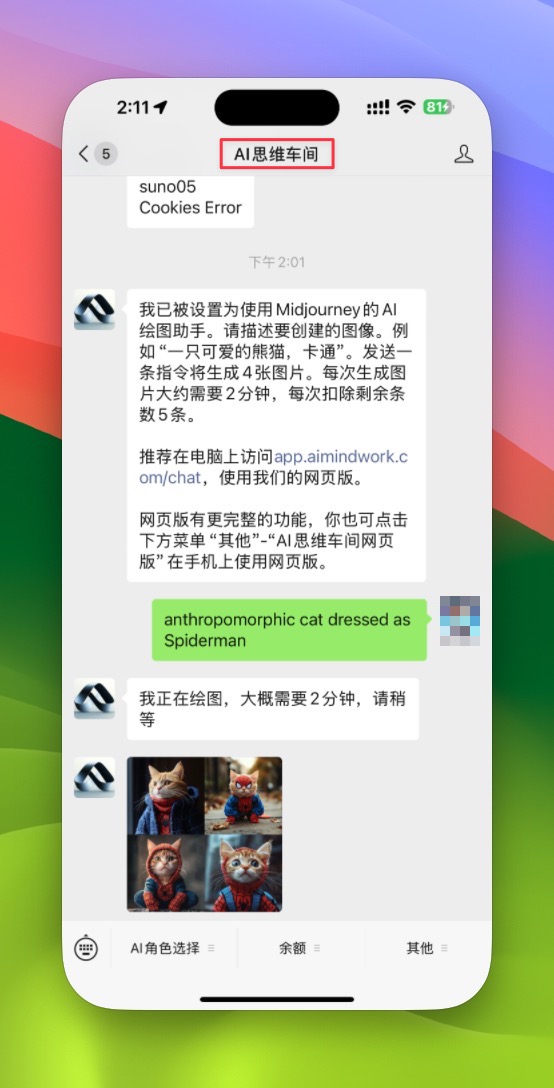 2:11
81
5
AI思维车间
suno05
Cookies Error
下午2:01
我已被设置为使用Midjourney的AI
绘图助手。请描述要创建的图像。例
如“一只可爱的熊猫，卡通”。发送一
条指令将生成4张图片。每次生成图
片大约需要2分钟，每次扣除剩余条
数5条。
推荐在电脑上访问app.aimindwork.c
om/chat，使用我们的网页版。
网页版有更完整的功能，你也可点击
下方菜单“其他”-“AI思维车间网页
版”在手机上使用网页版。
anthropomorphic cat dressed as
Spiderman
我正在绘图，大概需要2分钟，请稍
等
AI角色选择
余额
其他